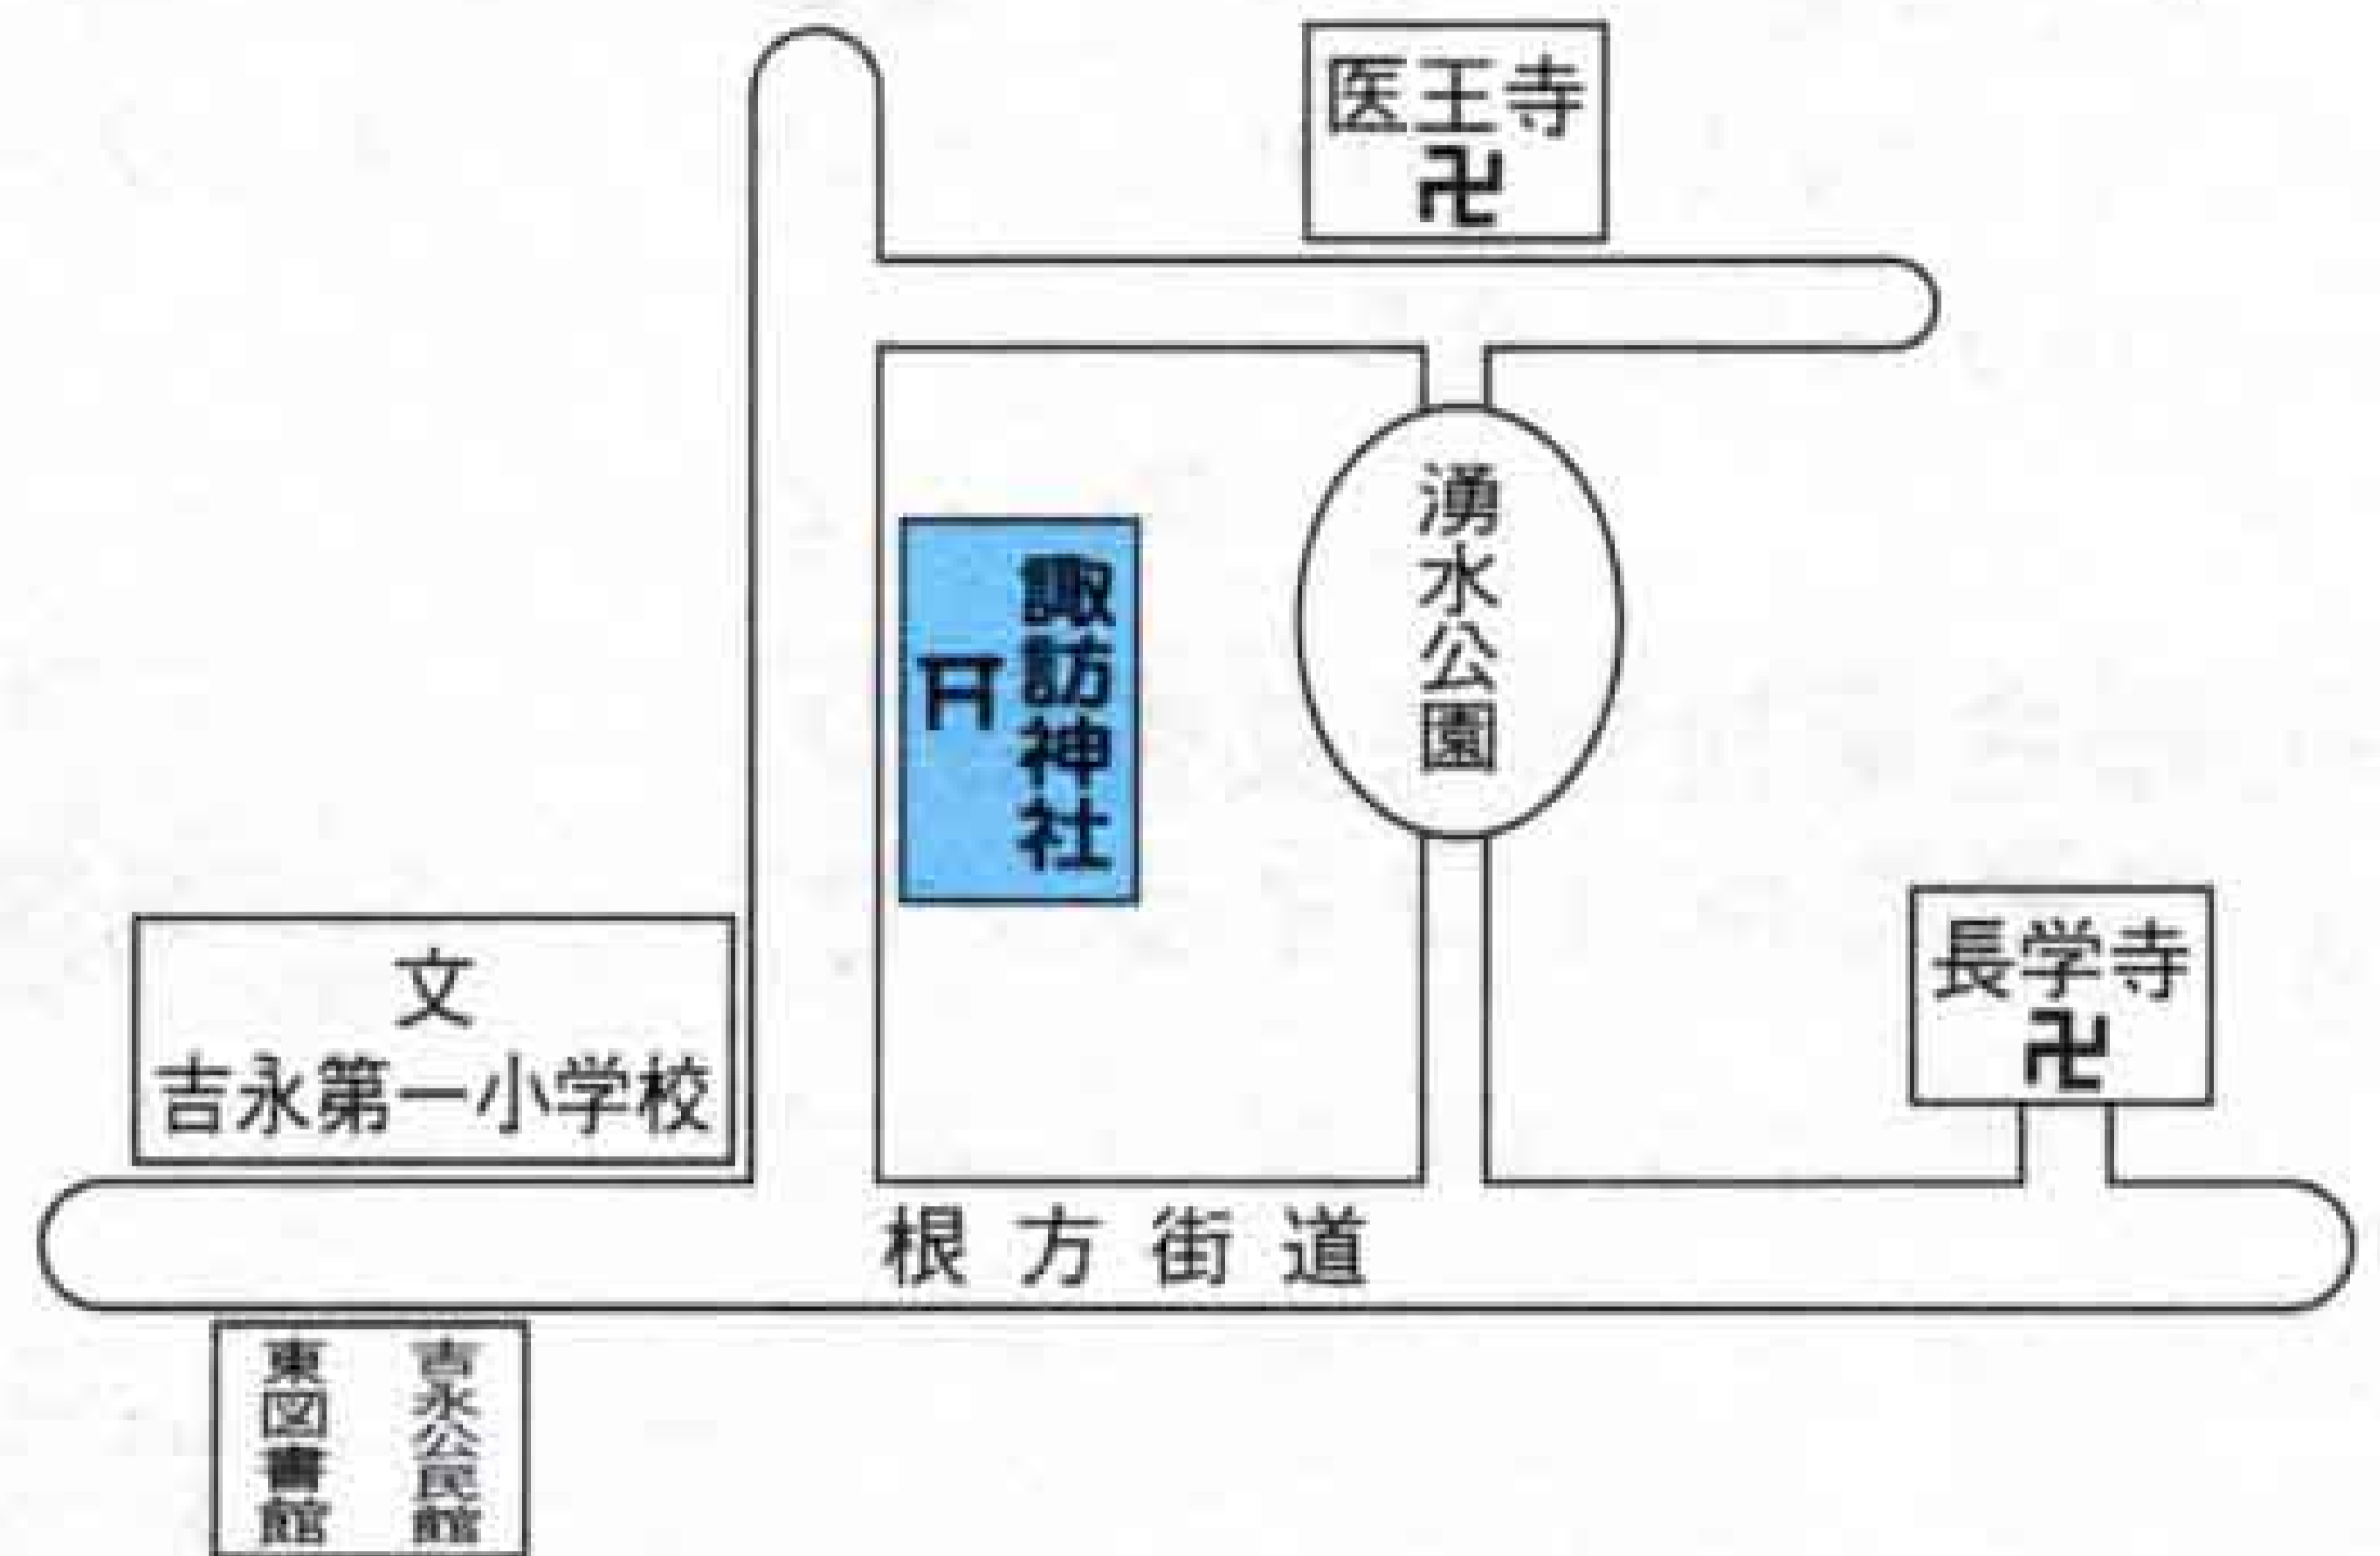 医王寺
卍
湧水公園
諏訪神社
文
吉永第一小学校
長学寺
卍
根方街道
吉永公民館
東図書館